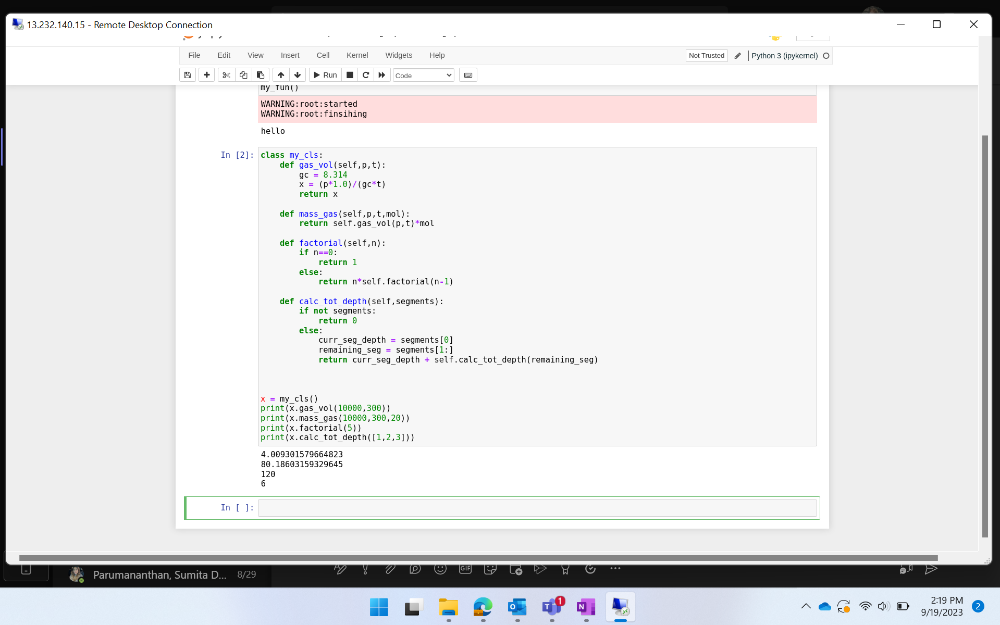 13.232.140.15 - Remote Desktop Connection
File Edit View Insert Cell Kernel Widgets Help
Not Trusted Python 3 (ipykernel)
Run Code
my_fun()
WARNING:root:started
WARNING:root:finsihing
hello
In [2]:
class my_cls:
    def gas_vol(self,p,t):
        gc = 8.314
        x = (p*1.0)/(gc*t)
        return x
    def mass_gas(self,p,t,mol):
        return self.gas_vol(p,t)*mol
    def factorial(self,n):
        if n==0:
            return 1
        else:
            return n*self.factorial(n-1)
    def calc_tot_depth(self,segments):
        if not segments:
            return 0
        else:
            curr_seg_depth = segments[0]
            remaining_seg = segments[1:]
            return curr_seg_depth + self.calc_tot_depth(remaining_seg)
x = my_cls()
print(x.gas_vol(10000,300))
print(x.mass_gas(10000,300,20))
print(x.factorial(5))
print(x.calc_tot_depth([1,2,3]))
4.009301579664823
80.18603159329645
120
6
In [ ]:
Parumananthan, Sumita D... 8/29
GIF
1
2:19 PM
9/19/2023
2